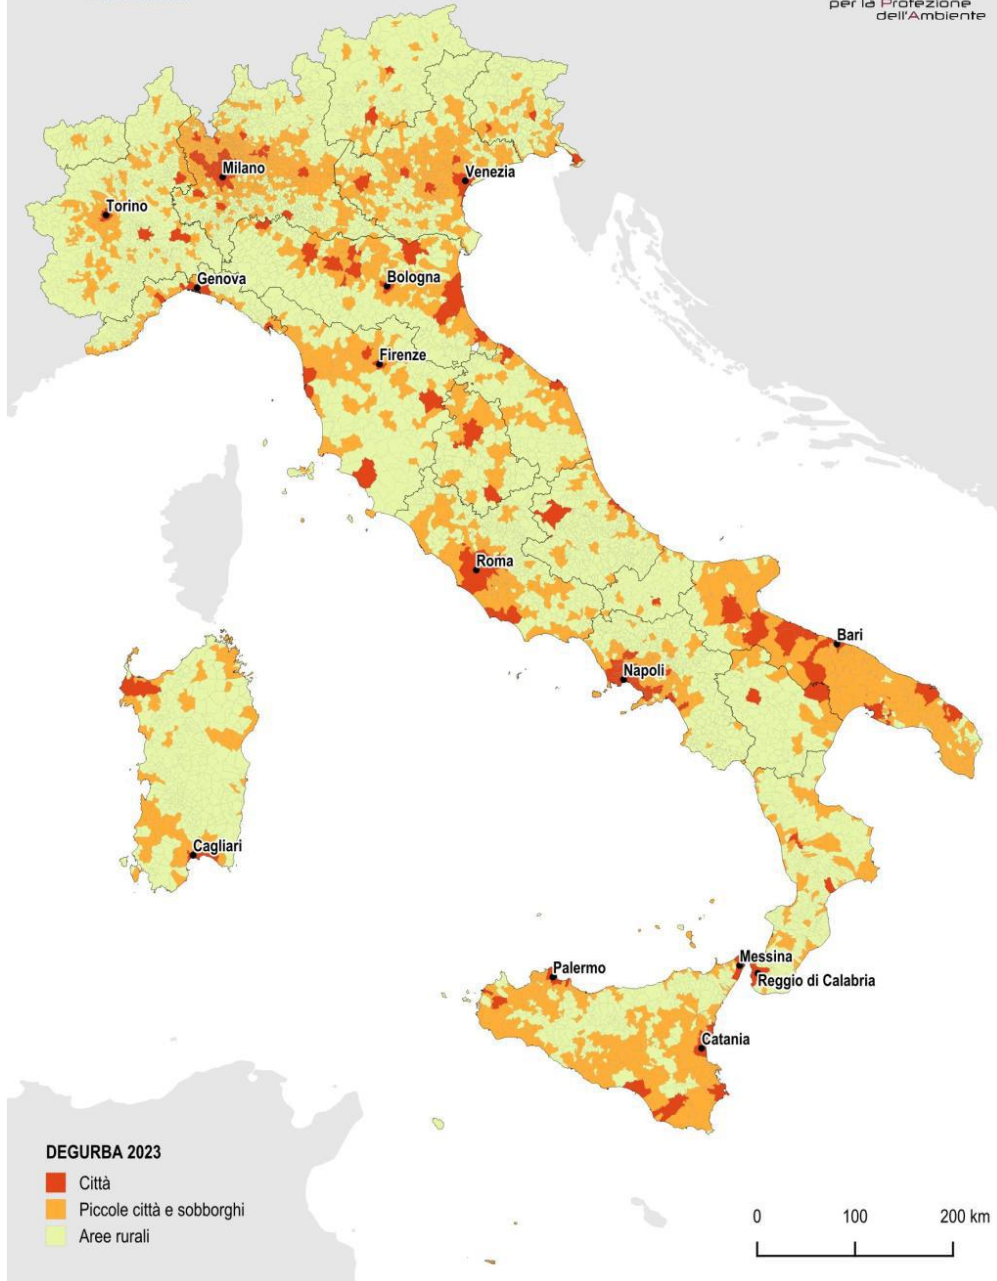 per la Protezione
dell'Ambiente
Milano
Venezia
Torino
Genova
Bologna
Firenze
Roma
Bari
Napoli
Cagliari
Messina
Palermo
Reggio di Calabria
Catania
DEGURBA 2023
Città
Piccole città e sobborghi
Aree rurali
0 100 200 km